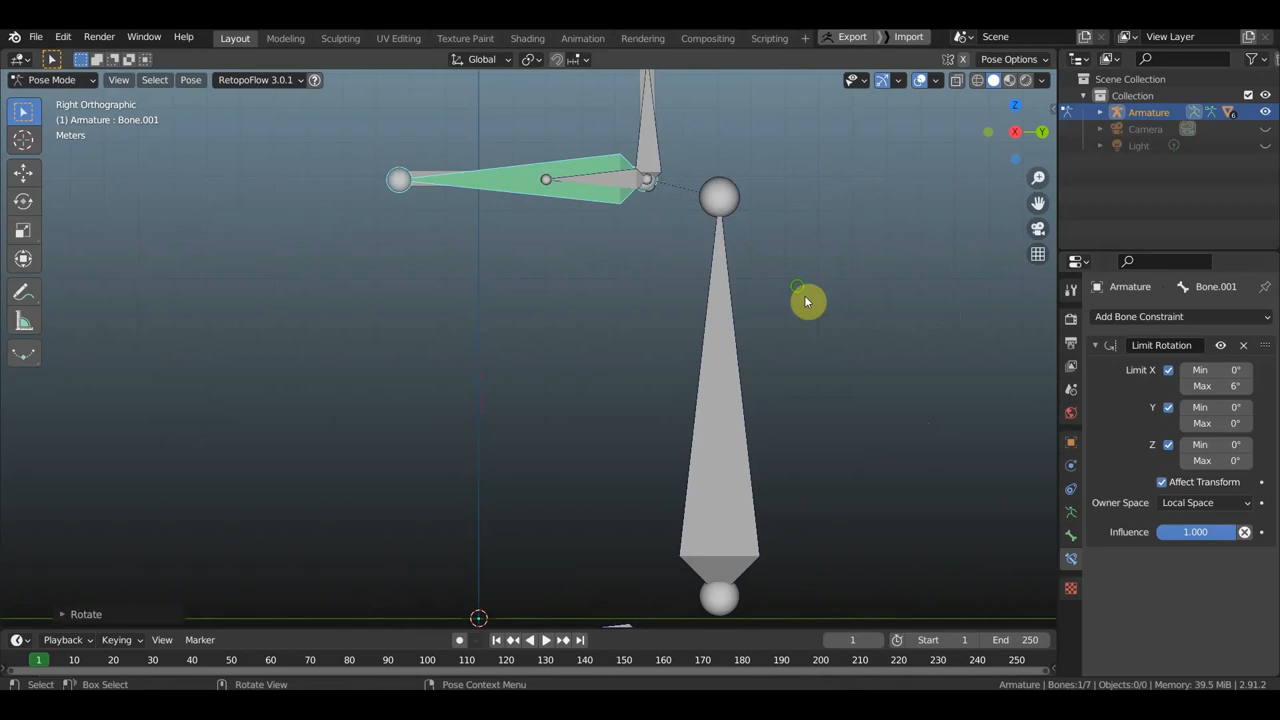 File Edit Render Window Help Layout Modeling Sculpting UV Editing Texture Paint Shading Animation Rendering Compositing Scripting + Export Import Scene View Layer
Global Pose Options
Pose Mode View Select Pose RetopoFlow 3.0.1 Scene Collection
Collection
Armature 6
Camera
Light
Right Orthographic
(1) Armature : Bone.001
Meters
X
Y
Z
Armature Bone.001
Add Bone Constraint
Limit Rotation
Limit X Min 0°
Max 6°
Y Min 0°
Max 0°
Z Min 0°
Max 0°
Affect Transform
Owner Space Local Space
Influence 1.000
Rotate
Playback Keying View Marker 1 Start 1 End 250
1 10 20 30 40 50 60 70 80 90 100 110 120 130 140 150 160 170 180 190 200 210 220 230 240 250
Select Box Select Rotate View Pose Context Menu Armature | Bones:1/7 | Objects:0/0 | Memory: 39.5 MiB | 2.91.2